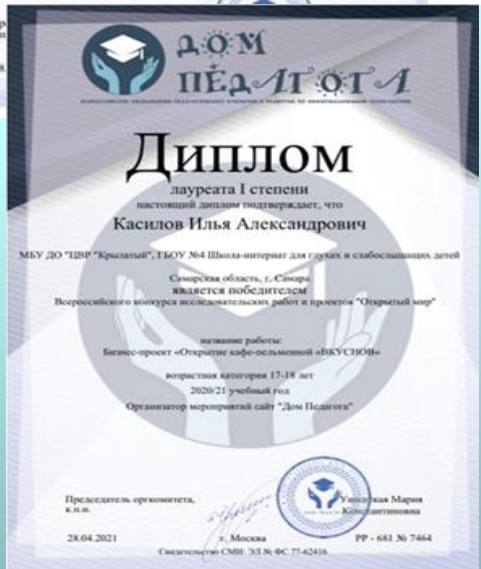 ДОМ
ПЕДАГОГА
Диплом
лауреата I степени
настоящий диплом подтверждает, что
Касилов Илья Александрович
МБУ ДО "ЦВР "Крылатый", ГБОУ №4 Школа-интернат для глухих и слабослышащих детей
Самарская область, г. Самара
является победителем
Всероссийского конкурса исследовательских работ и проектов "Открытый мир"
название работы:
Бизнес-проект «Открытие кафе-пельменной «ВКУСНОВ»
возрастная категория 17-18 лет
2020/21 учебный год
Организатор мероприятий сайт "Дом Педагога"
Председатель оргкомитета,
к.п.н.
Мария
Константиновна
28.04.2021
г. Москва
РР - 681 № 7464
Свидетельство СМИ: ЭЛ № ФС 77-62416